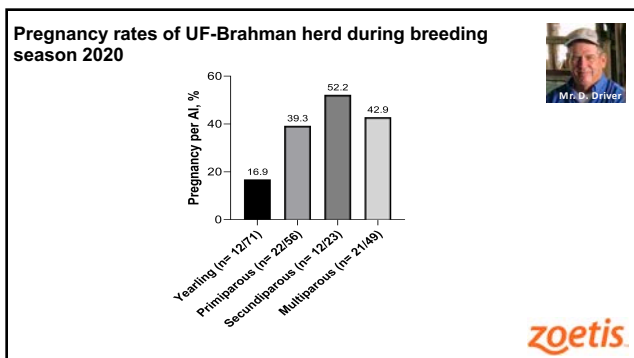 Pregnancy rates of UF-Brahman herd during breeding
season 2020
Mr. D. Driver
Pregnancy per AI, %
60
40
20
0
16.9
39.3
52.2
42.9
Yearling (n= 12/71)
Primiparous (n= 22/56)
Secundiparous (n= 12/23)
Multiparous (n= 21/49)
zoetis